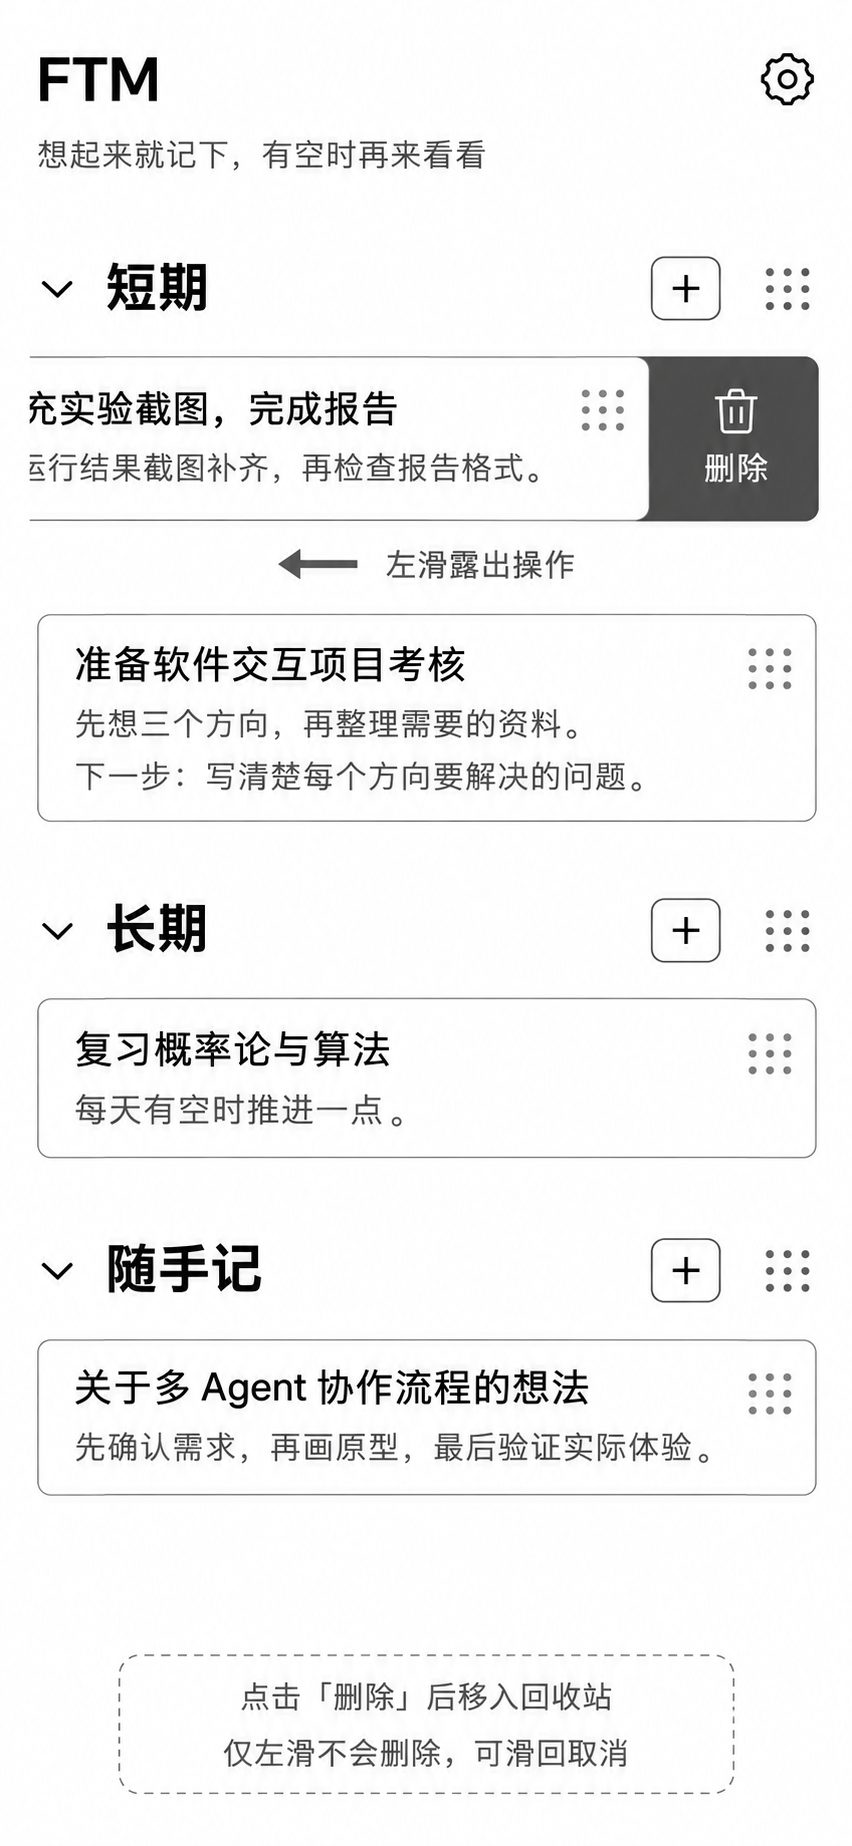 FTM
想起来就记下，有空时再来看看
短期
充实验截图，完成报告
运行结果截图补齐，再检查报告格式。
删除
左滑露出操作
准备软件交互项目考核
先想三个方向，再整理需要的资料。
下一步：写清楚每个方向要解决的问题。
长期
复习概率论与算法
每天有空时推进一点。
随手记
关于多 Agent 协作流程的想法
先确认需求，再画原型，最后验证实际体验。
点击「删除」后移入回收站
仅左滑不会删除，可滑回取消